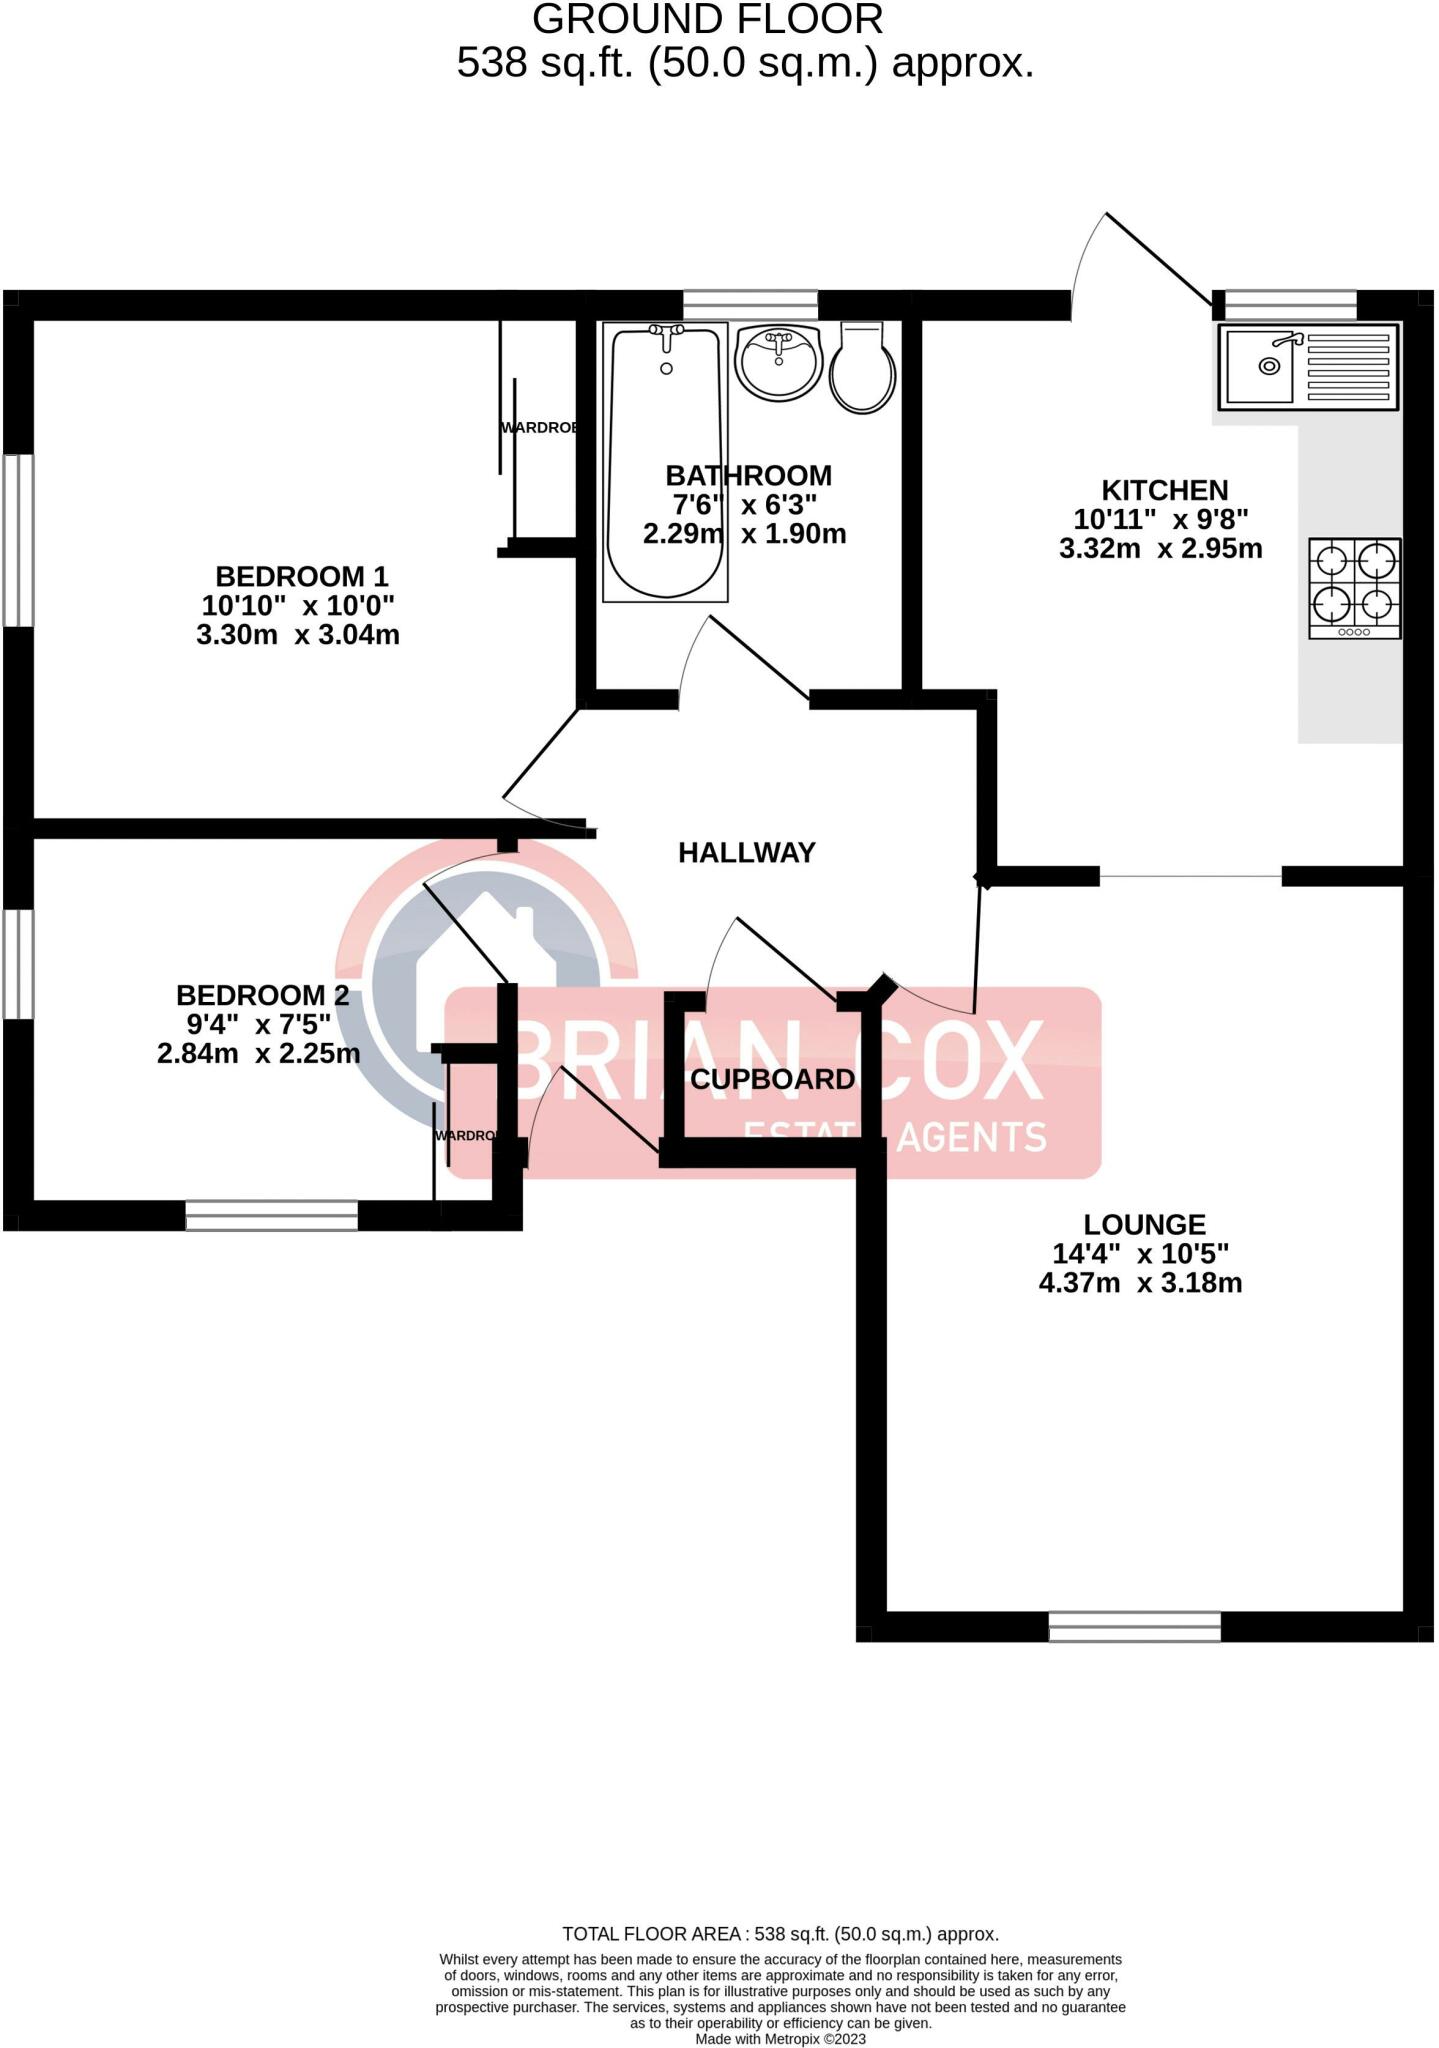 GROUND FLOOR
538 sq.ft. (50.0 sq.m.) approx.
WARDROB
BATHROOM
7'6" x 6'3"
2.29m x 1.90m
KITCHEN
10'11" x 9'8"
3.32m x 2.95m
BEDROOM 1
10'10" x 10'0"
3.30m x 3.04m
HALLWAY
BEDROOM 2
9'4" x 7'5"
2.84m x 2.25m
WARDRO
BRIAN COX
ESTATE AGENTS
CUPBOARD
LOUNGE
14'4" x 10'5"
4.37m x 3.18m
TOTAL FLOOR AREA : 538 sq.ft. (50.0 sq.m.) approx.
Whilst every attempt has been made to ensure the accuracy of the floorplan contained here, measurements
of doors, windows, rooms and any other items are approximate and no responsibility is taken for any error,
omission or mis-statement. This plan is for illustrative purposes only and should be used as such by any
prospective purchaser. The services, systems and appliances shown have not been tested and no guarantee
as to their operability or efficiency can be given.
Made with Metropix ©2023